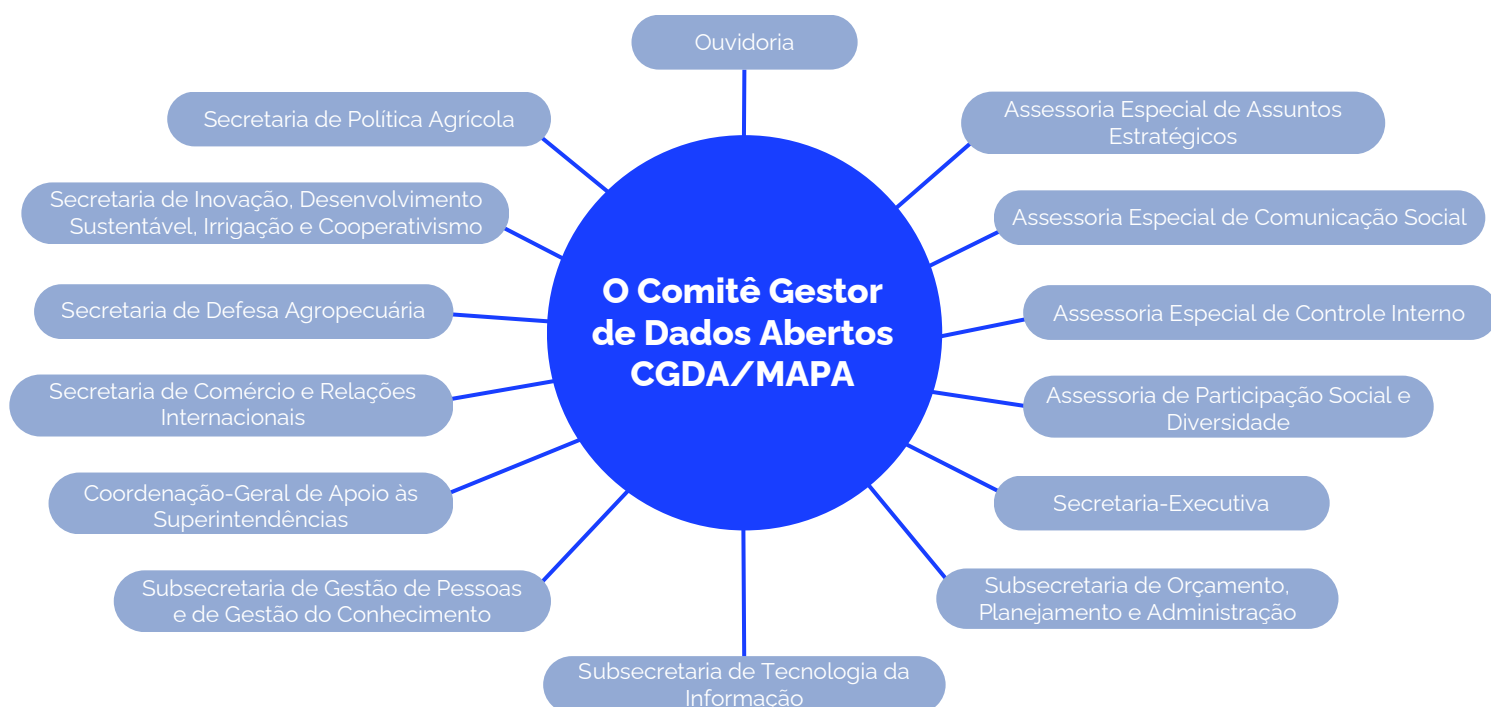 Ouvidoria
Assessoria Especial de Assuntos
Estratégicos
Assessoria Especial de Comunicação Social
Assessoria Especial de Controle Interno
Assessoria de Participação Social e
Diversidade
Secretaria-Executiva
Subsecretaria de Orçamento,
Planejamento e Administração
Subsecretaria de Tecnologia da
Informação
Subsecretaria de Gestão de Pessoas
e de Gestão do Conhecimento
Coordenação-Geral de Apoio às
Superintendências
Secretaria de Comércio e Relações
Internacionais
Secretaria de Defesa Agropecuária
Secretaria de Inovação, Desenvolvimento
Sustentável, Irrigação e Cooperativismo
Secretaria de Política Agrícola
O Comitê Gestor
de Dados Abertos
CGDA/MAPA